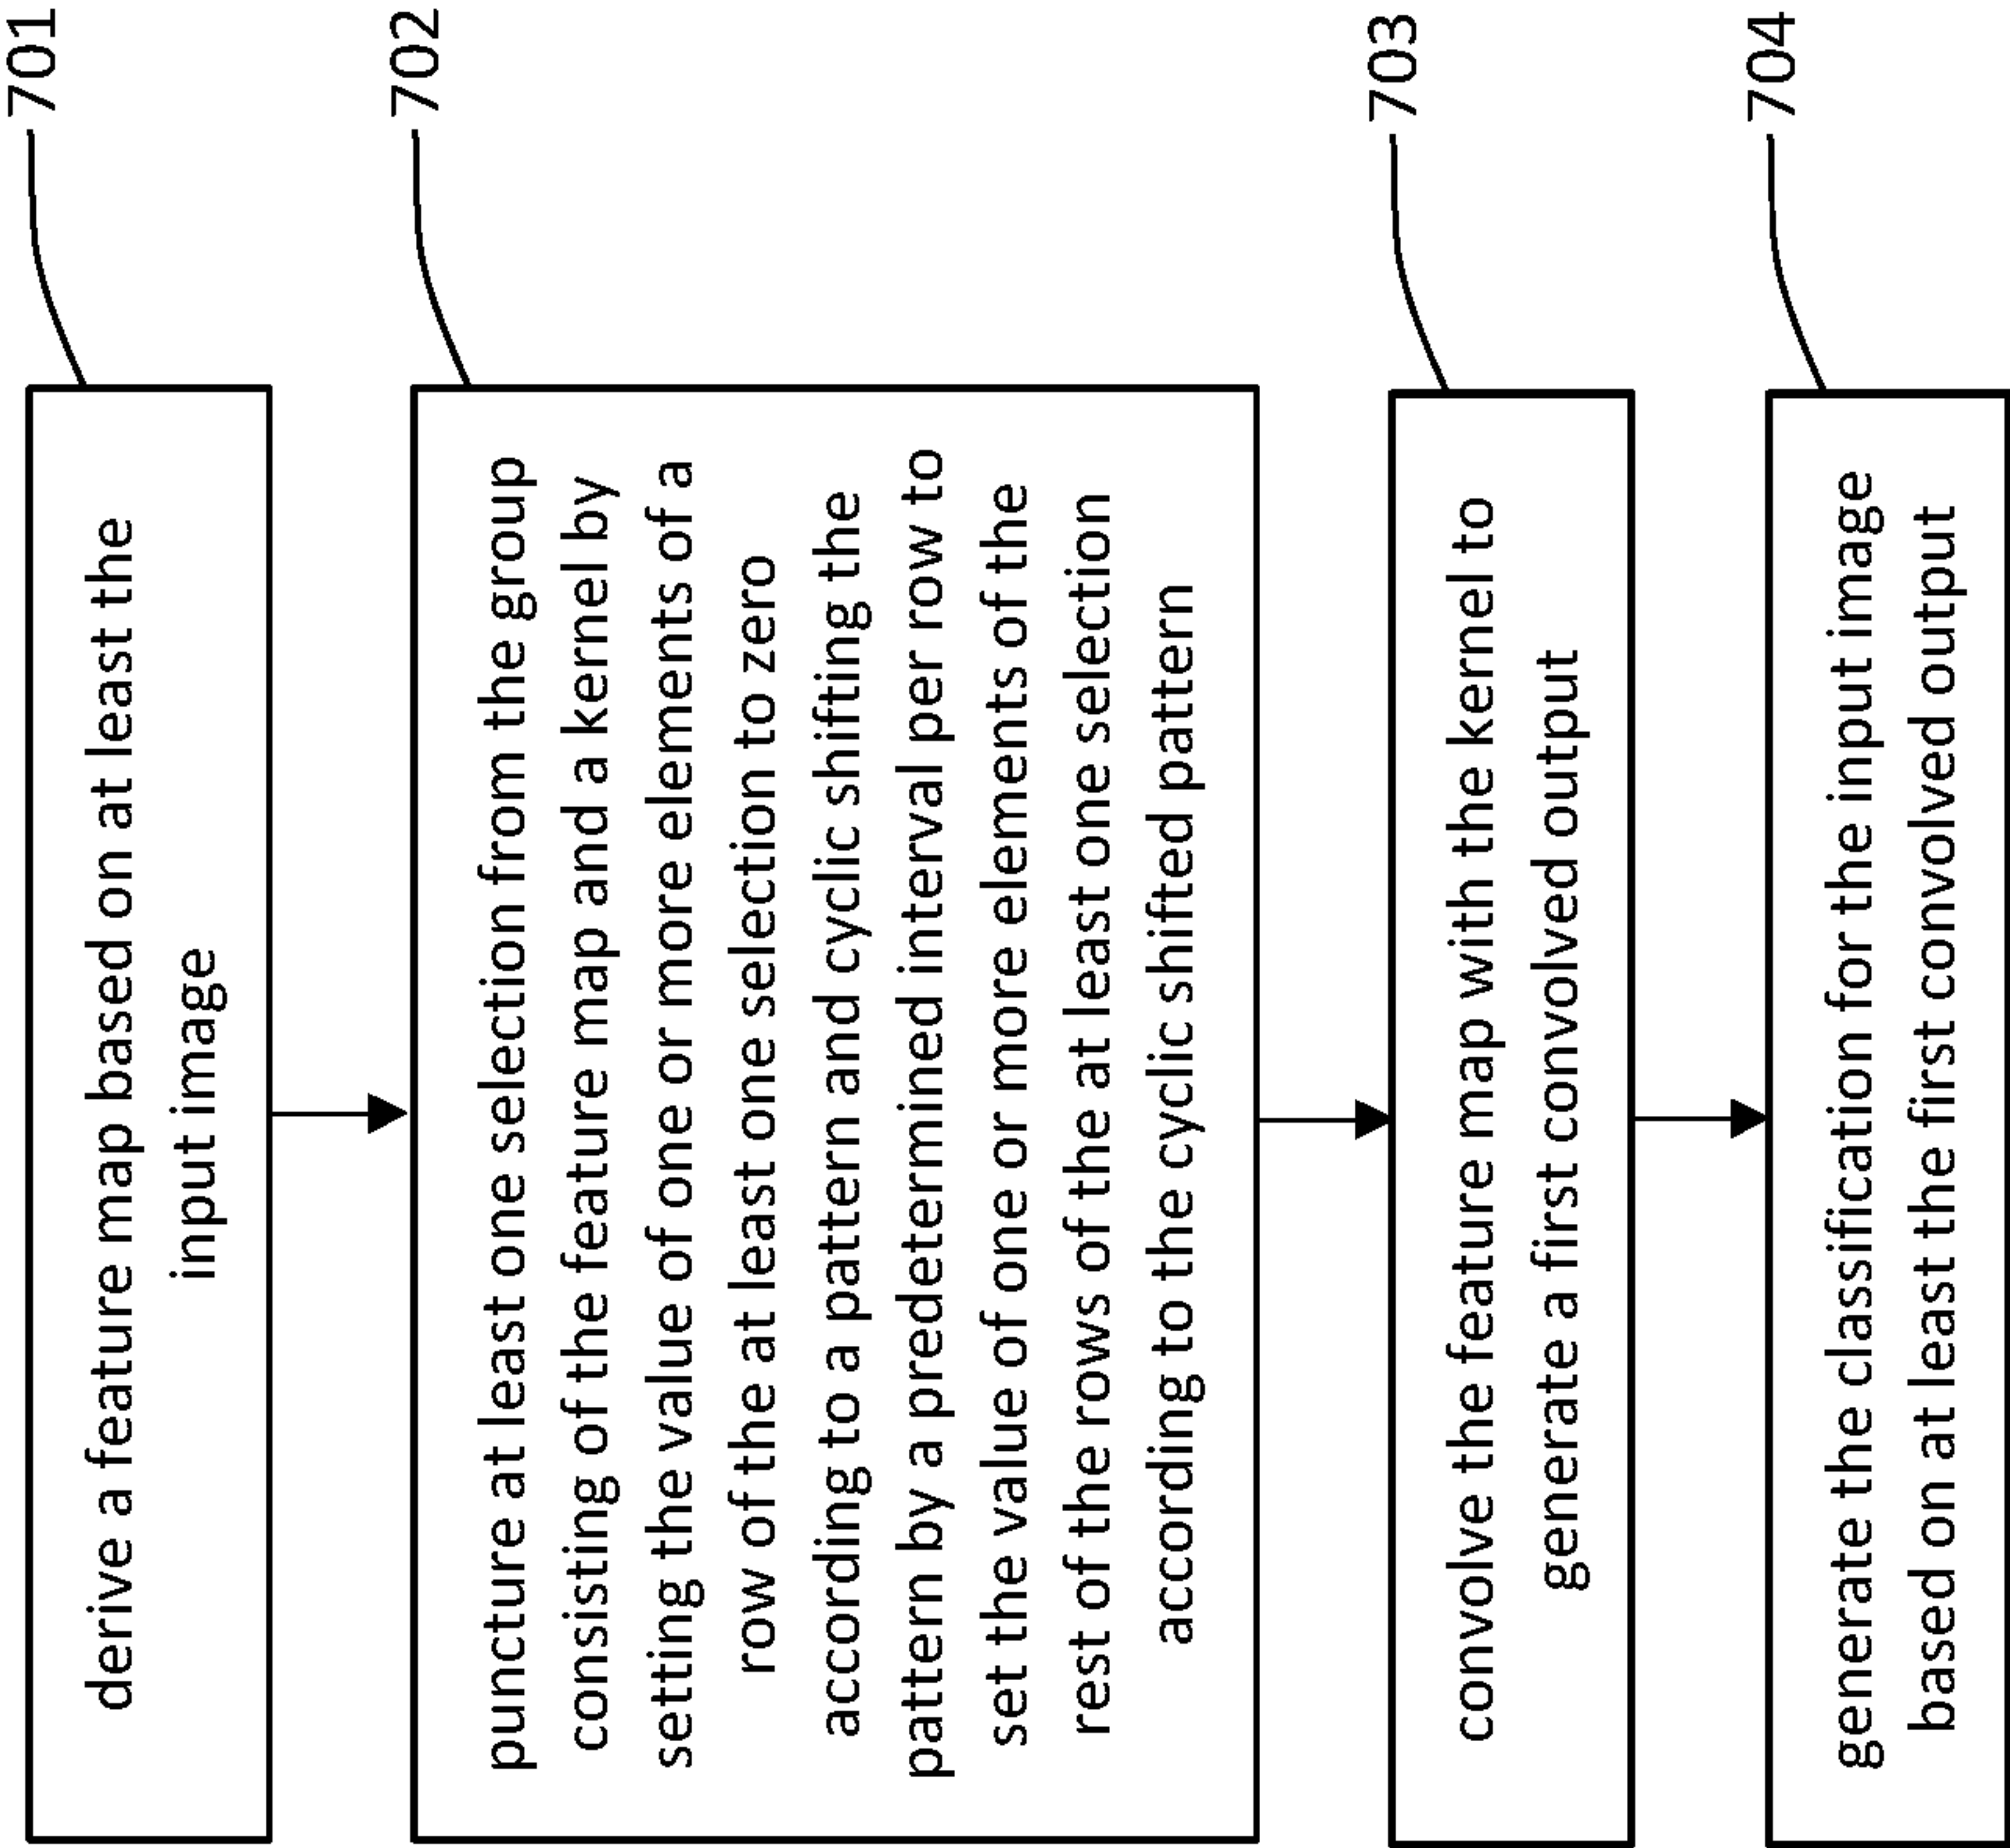 701
derive a feature map based on at least the
input image
702
puncture at least one selection from the group
consisting of the feature map and a kernel by
setting the value of one or more elements of a
row of the at least one selection to zero
according to a pattern and cyclic shifting the
pattern by a predetermined interval per row to
set the value of one or more elements of the
rest of the rows of the at least one selection
according to the cyclic shifted pattern
703
convolve the feature map with the kernel to
generate a first convolved output
704
generate the classification for the input image
based on at least the first convolved output